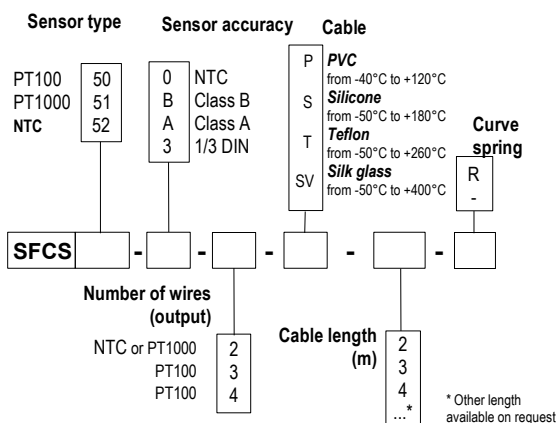 Sensor type
Sensor accuracy
Cable
PT100 50
PT1000 51
NTC 52
0 NTC
B Class B
A Class A
3 1/3 DIN
P PVC
from -40°C to +120°C
S Silicone
from -50°C to +180°C
T Teflon
from -50°C to +260°C
SV Silk glass
from -50°C to +400°C
Curve
spring
R
-
SFCS - - - - -
Number of wires
(output)
NTC or PT1000 2
PT100 3
PT100 4
Cable length
(m)
2
3
4
...*
* Other length
available on request